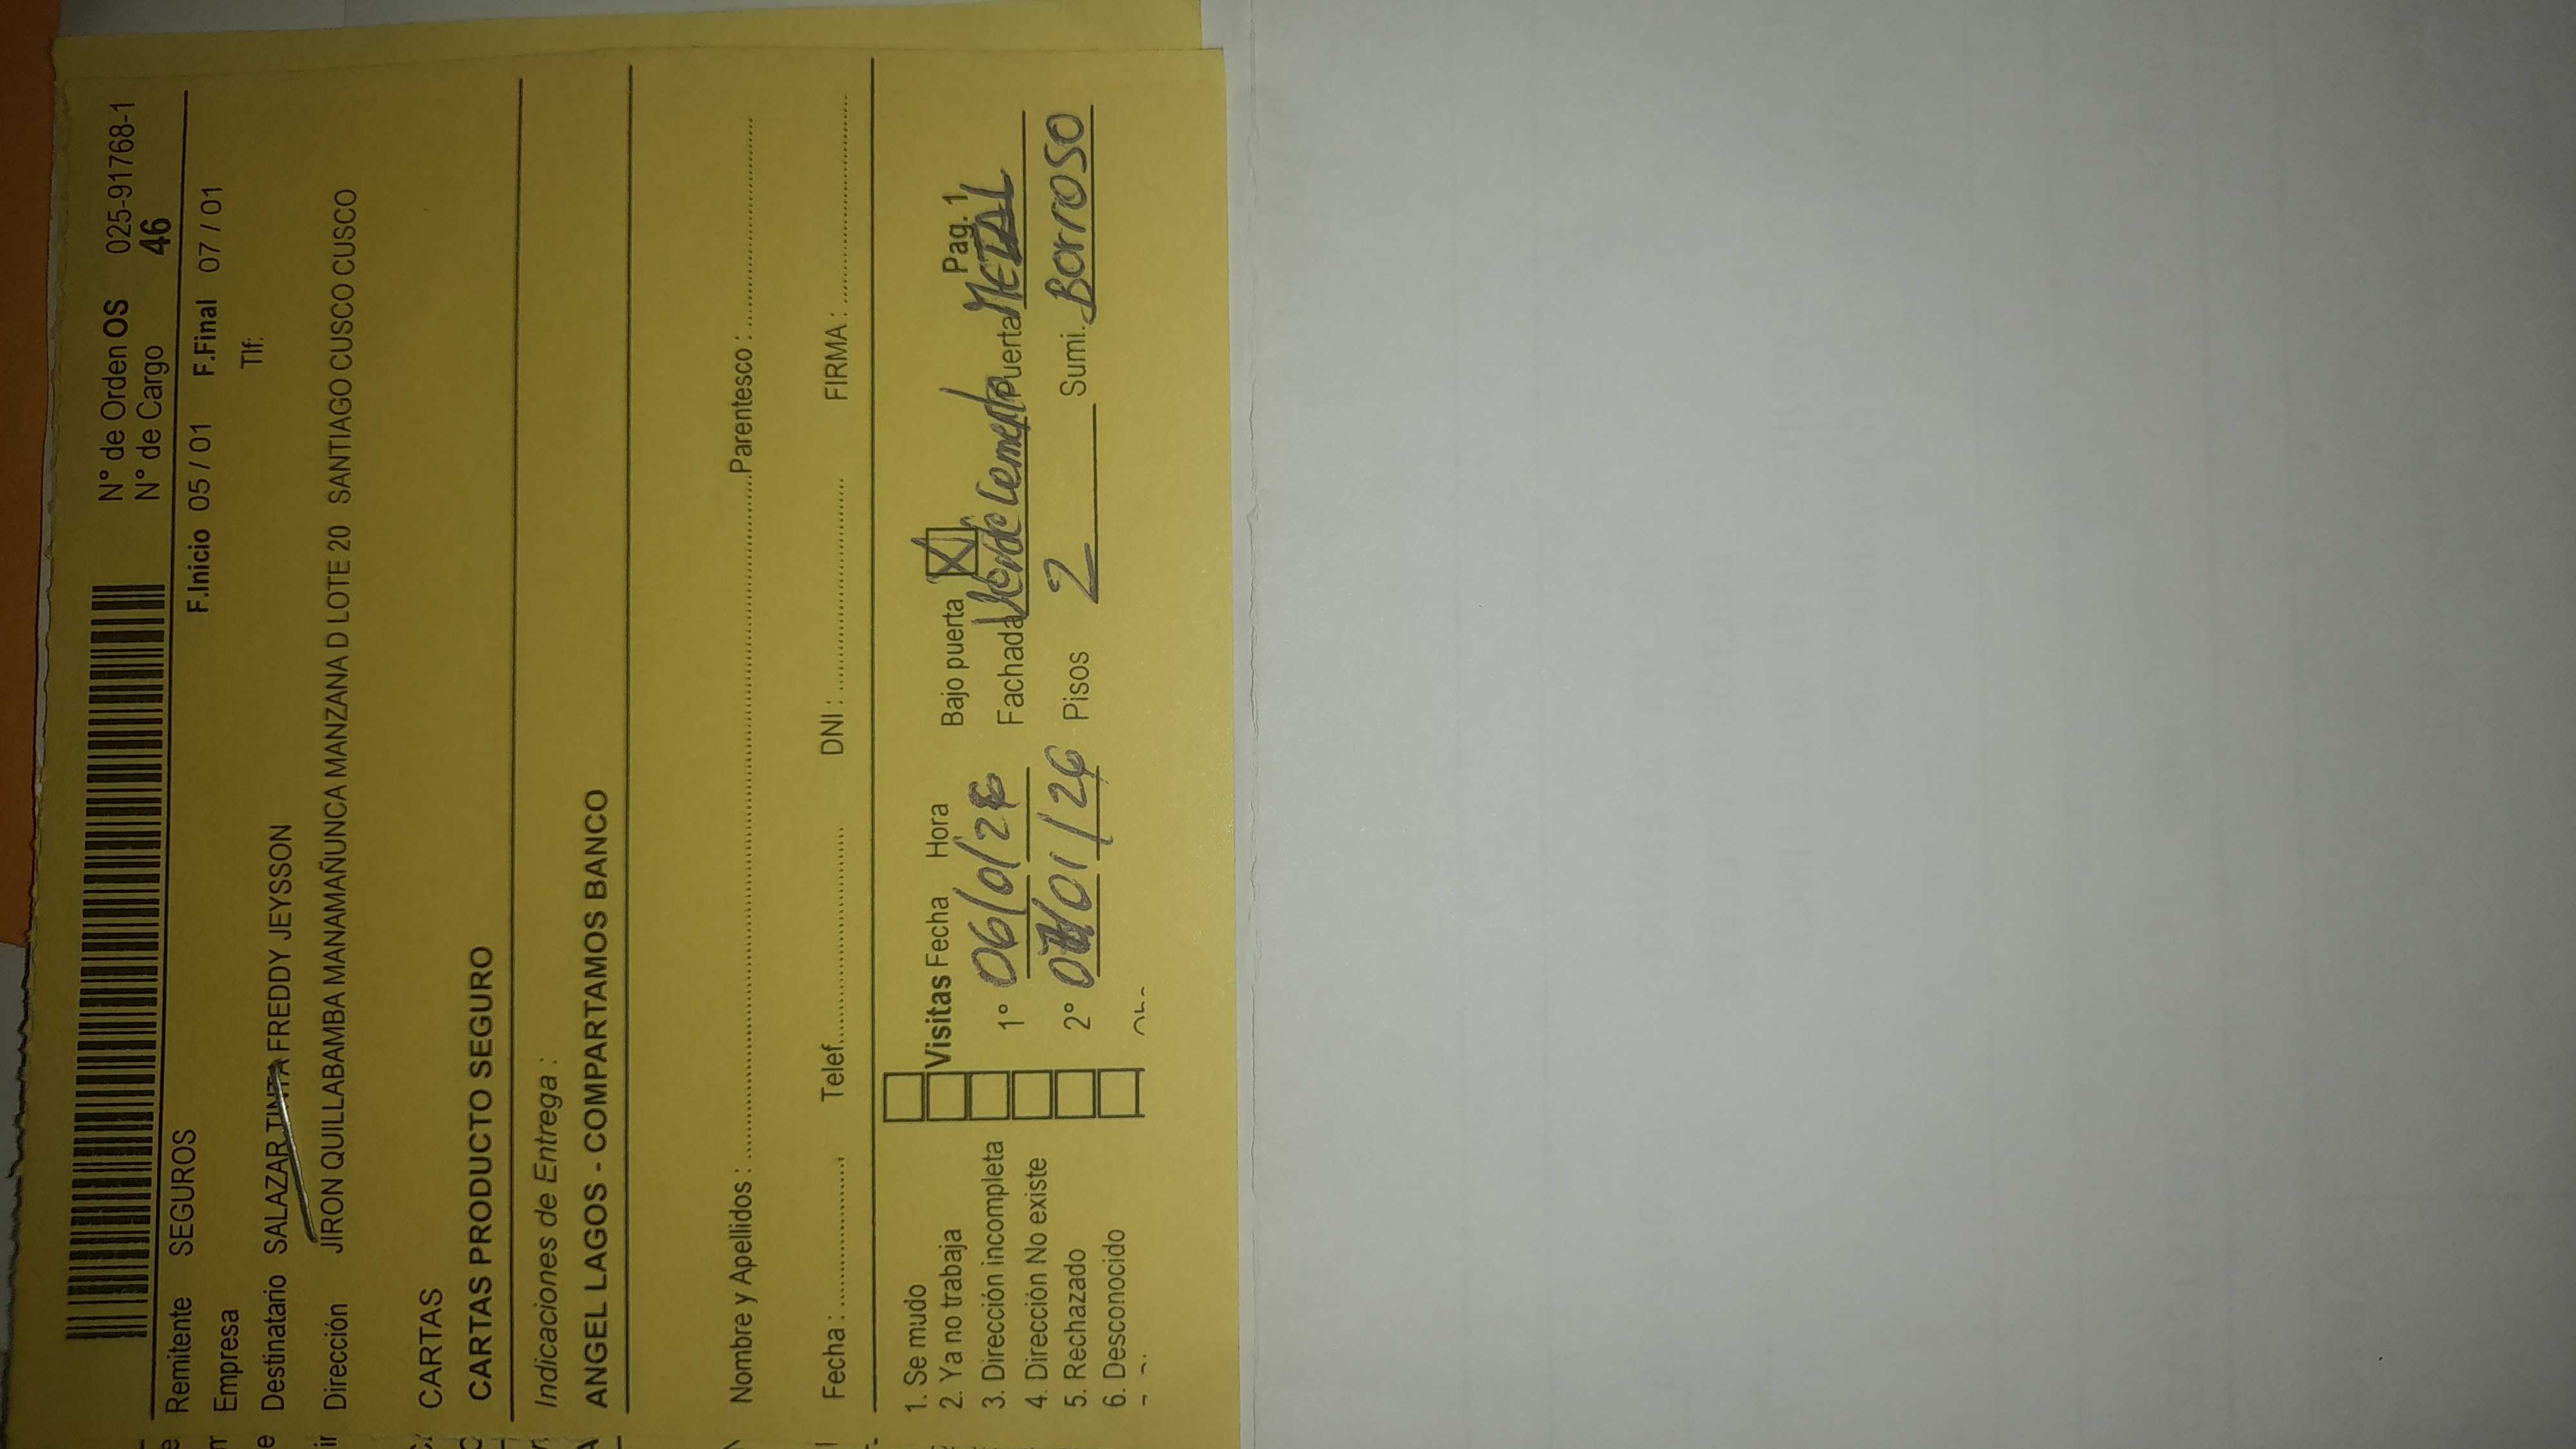 N° de Orden OS 025-91768-1
N° de Cargo 46
Remitente SEGUROS F.Inicio 05 / 01 F.Final 07 / 01
Empresa Tlf:
Destinatario SALAZAR TINTA FREDDY JEYSSON
Dirección JIRON QUILLABAMBA MANAMAÑUNCA MANZANA D LOTE 20 SANTIAGO CUSCO CUSCO
CARTAS
CARTAS PRODUCTO SEGURO
Indicaciones de Entrega :
ANGEL LAGOS - COMPARTAMOS BANCO
Nombre y Apellidos : Parentesco :
Fecha : Telef. DNI : FIRMA :
1. Se mudo
2. Ya no trabaja Visitas Fecha Hora Bajo puerta X Pag. 1
3. Dirección incompleta 1° 06/01/26 Fachada Verde Cemento Puerta METAL
4. Dirección No existe
5. Rechazado 2° 07/01/26 Pisos 2 Sumi. Borroso
6. Desconocido